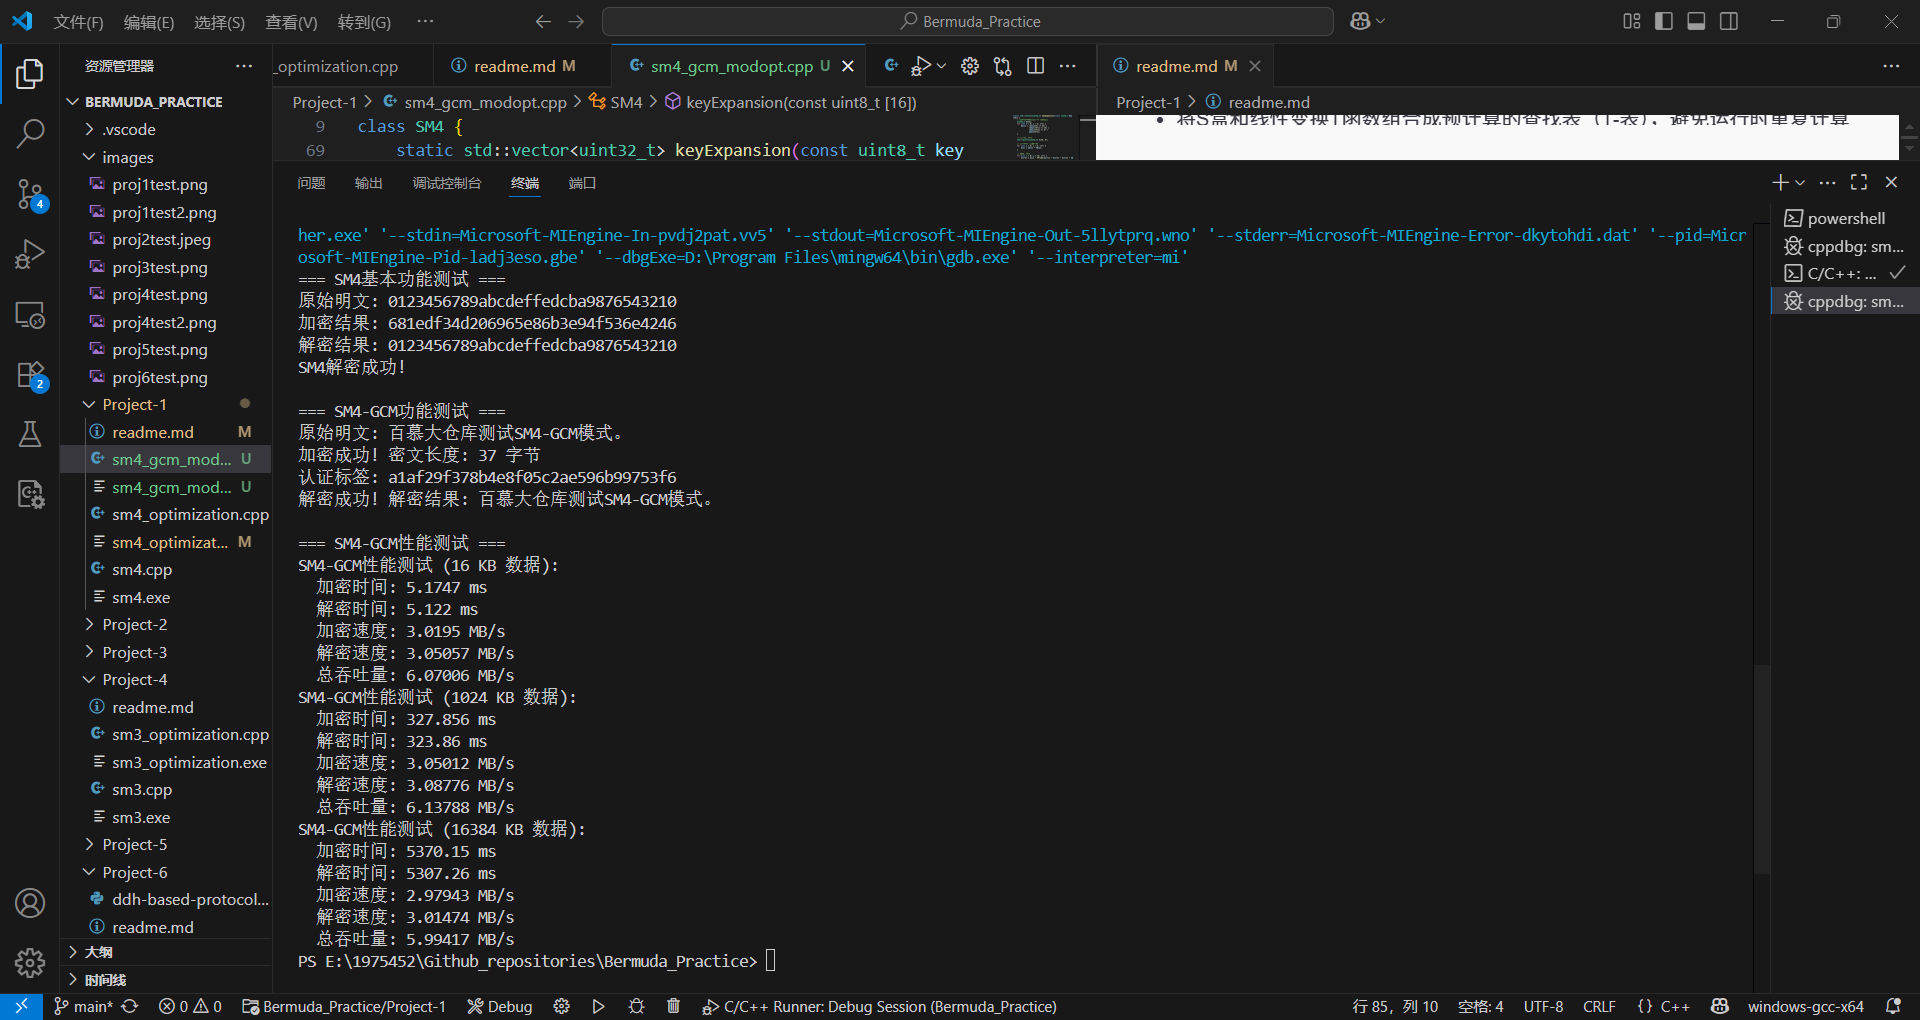 文件(F) 编辑(E) 选择(S) 查看(V) 转到(G) ··· Bermuda_Practice
资源管理器
_optimization.cpp readme.md M sm4_gcm_modopt.cpp U readme.md M
BERMUDA_PRACTICE
.vscode
images
proj1test.png
proj1test2.png
proj2test.jpeg
proj3test.png
proj4test.png
proj4test2.png
proj5test.png
proj6test.png
Project-1
readme.md M
sm4_gcm_mod... U
sm4_gcm_mod... U
sm4_optimization.cpp
sm4_optimizat... M
sm4.cpp
sm4.exe
Project-2
Project-3
Project-4
readme.md
sm3_optimization.cpp
sm3_optimization.exe
sm3.cpp
sm3.exe
Project-5
Project-6
ddh-based-protocol...
readme.md
大纲
时间线
4
2
Project-1 > sm4_gcm_modopt.cpp > SM4 > keyExpansion(const uint8_t [16])
9 class SM4 {
69 static std::vector<uint32_t> keyExpansion(const uint8_t key
Project-1 > readme.md
• 将S盒和线性变换T函数组合成预计算的查找表（T-表），避免运行时重复计算
问题 输出 调试控制台 终端 端口
her.exe' '--stdin=Microsoft-MIEngine-In-pvdj2pat.vv5' '--stdout=Microsoft-MIEngine-Out-5llytprq.wno' '--stderr=Microsoft-MIEngine-Error-dkytohdi.dat' '--pid=Micr
osoft-MIEngine-Pid-ladj3eso.gbe' '--dbgExe=D:\Program Files\mingw64\bin\gdb.exe' '--interpreter=mi'
=== SM4基本功能测试 ===
原始明文: 0123456789abcdeffedcba9876543210
加密结果: 681edf34d206965e86b3e94f536e4246
解密结果: 0123456789abcdeffedcba9876543210
SM4解密成功!
=== SM4-GCM功能测试 ===
原始明文: 百慕大仓库测试SM4-GCM模式。
加密成功! 密文长度: 37 字节
认证标签: a1af29f378b4e8f05c2ae596b99753f6
解密成功! 解密结果: 百慕大仓库测试SM4-GCM模式。
=== SM4-GCM性能测试 ===
SM4-GCM性能测试 (16 KB 数据):
加密时间: 5.1747 ms
解密时间: 5.122 ms
加密速度: 3.0195 MB/s
解密速度: 3.05057 MB/s
总吞吐量: 6.07006 MB/s
SM4-GCM性能测试 (1024 KB 数据):
加密时间: 327.856 ms
解密时间: 323.86 ms
加密速度: 3.05012 MB/s
解密速度: 3.08776 MB/s
总吞吐量: 6.13788 MB/s
SM4-GCM性能测试 (16384 KB 数据):
加密时间: 5370.15 ms
解密时间: 5307.26 ms
加密速度: 2.97943 MB/s
解密速度: 3.01474 MB/s
总吞吐量: 5.99417 MB/s
PS E:\1975452\Github_repositories\Bermuda_Practice>
powershell
cppdbg: sm...
C/C++: ...
cppdbg: sm...
main* 0 0 Bermuda_Practice/Project-1 Debug C/C++ Runner: Debug Session (Bermuda_Practice) 行 85，列 10 空格: 4 UTF-8 CRLF {} C++ windows-gcc-x64